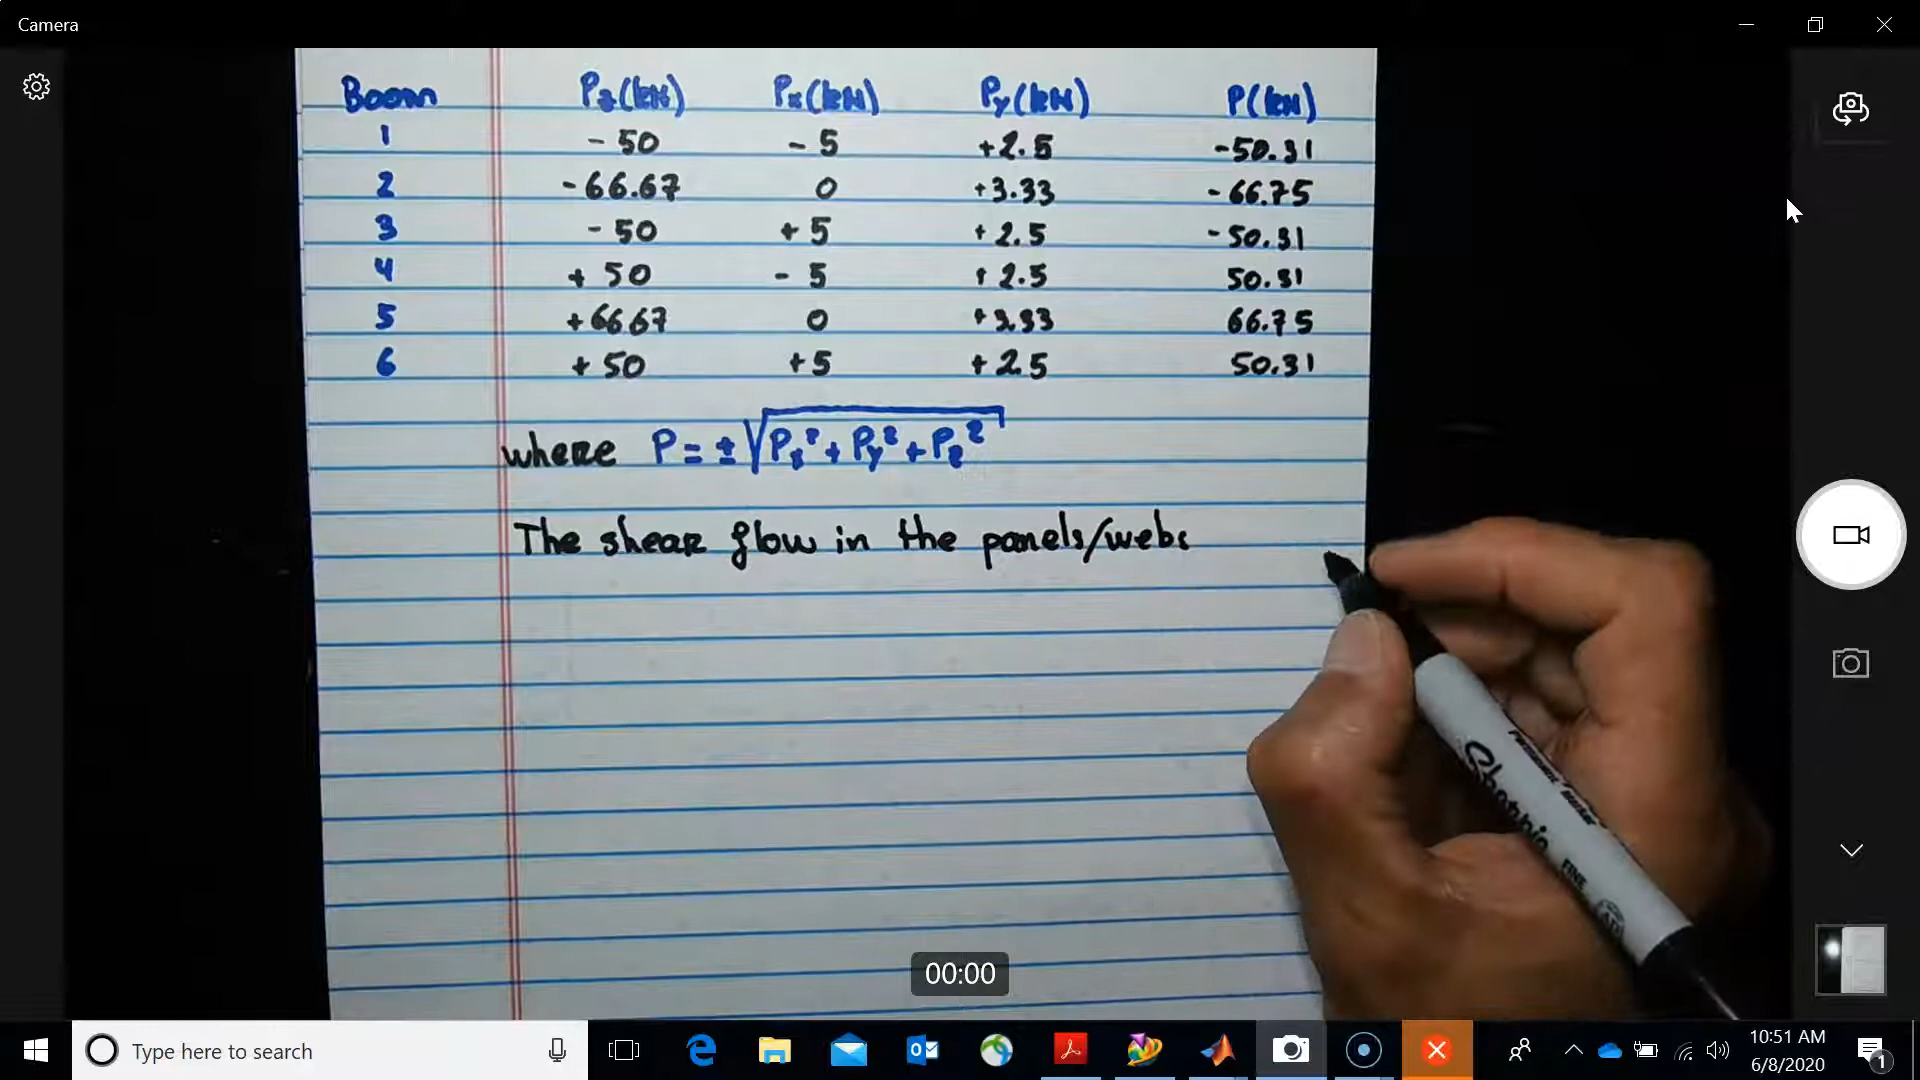 Camera
Boom Pz(kN) Px(kN) Py(kN) P(kN)
1 -50 -5 +2.5 -50.31
2 -66.67 0 +3.33 -66.75
3 -50 +5 +2.5 -50.31
4 +50 -5 +2.5 50.31
5 +66.67 0 +3.33 66.75
6 +50 +5 +2.5 50.31
where P = ±√Px²+Py²+Pz²
The shear flow in the panels/webs
Sharpie
FINE
00:00
Type here to search
10:51 AM
6/8/2020
1